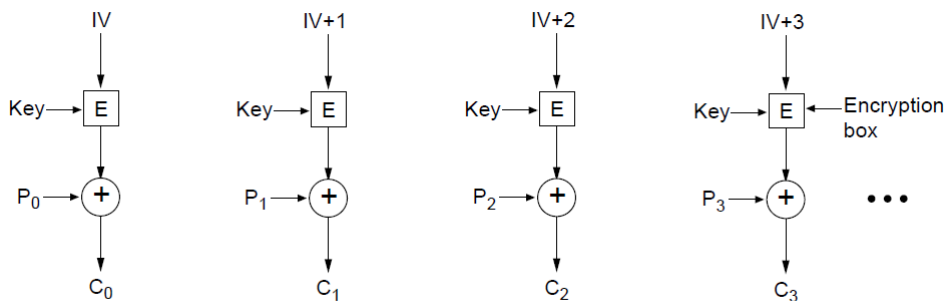 IV IV+1 IV+2 IV+3
Key E Key E Key E Key E Encryption
box
P0 + P1 + P2 + P3 + •••
C0 C1 C2 C3